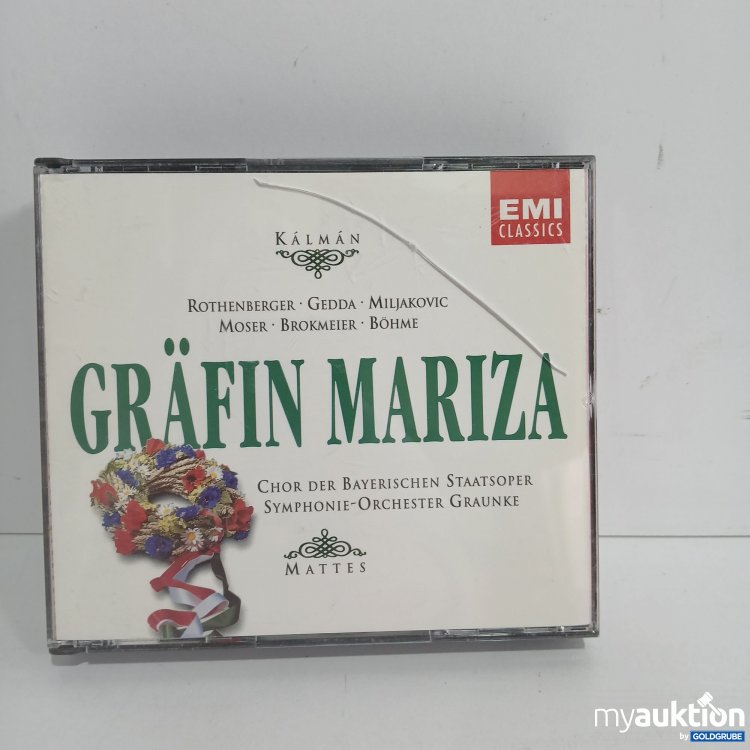 EMI
CLASSICS
KÁLMÁN
ROTHENBERGER · GEDDA · MILJAKOVIC
MOSER · BROKMEIER · BÖHME
GRÄFIN MARIZA
CHOR DER BAYERISCHEN STAATSOPER
SYMPHONIE-ORCHESTER GRAUNKE
MATTES
myauktion
by GOLDGRUBE